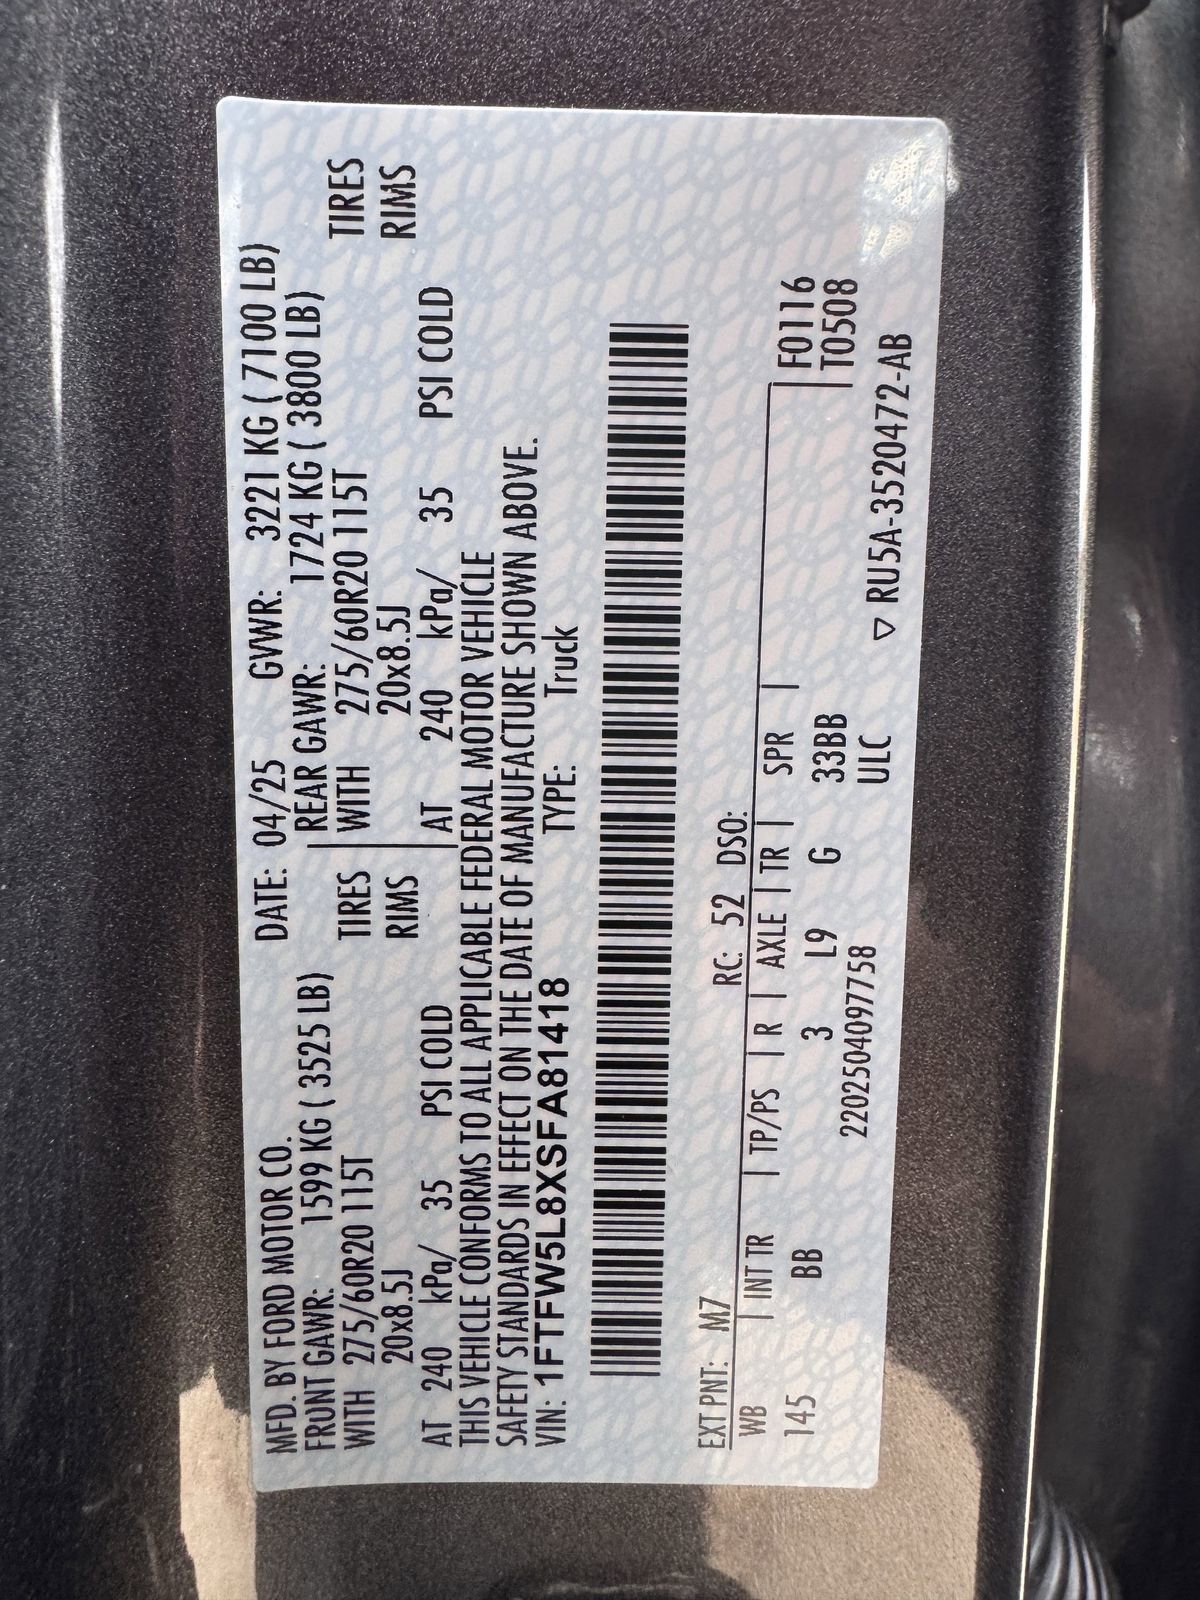 MFD. BY FORD MOTOR CO. DATE: 04/25 GVWR: 3221 KG ( 7100 LB)
FRONT GAWR: 1599 KG ( 3525 LB) REAR GAWR: 1724 KG ( 3800 LB)
WITH 275/60R20 115T TIRES WITH 275/60R20 115T TIRES
20x8.5J RIMS 20x8.5J RIMS
AT 240 kPa/ 35 PSI COLD AT 240 kPa/ 35 PSI COLD
THIS VEHICLE CONFORMS TO ALL APPLICABLE FEDERAL MOTOR VEHICLE
SAFETY STANDARDS IN EFFECT ON THE DATE OF MANUFACTURE SHOWN ABOVE.
VIN: 1FTFW5L8XSFA81418 TYPE: Truck
EXT PNT: M7 RC: 52 DSO:
WB | INT TR | TP/PS | R | AXLE | TR | SPR | F0116
145 BB 3 L9 G 33BB T0508
2202504097758 ULC
▽ RU5A-3520472-AB